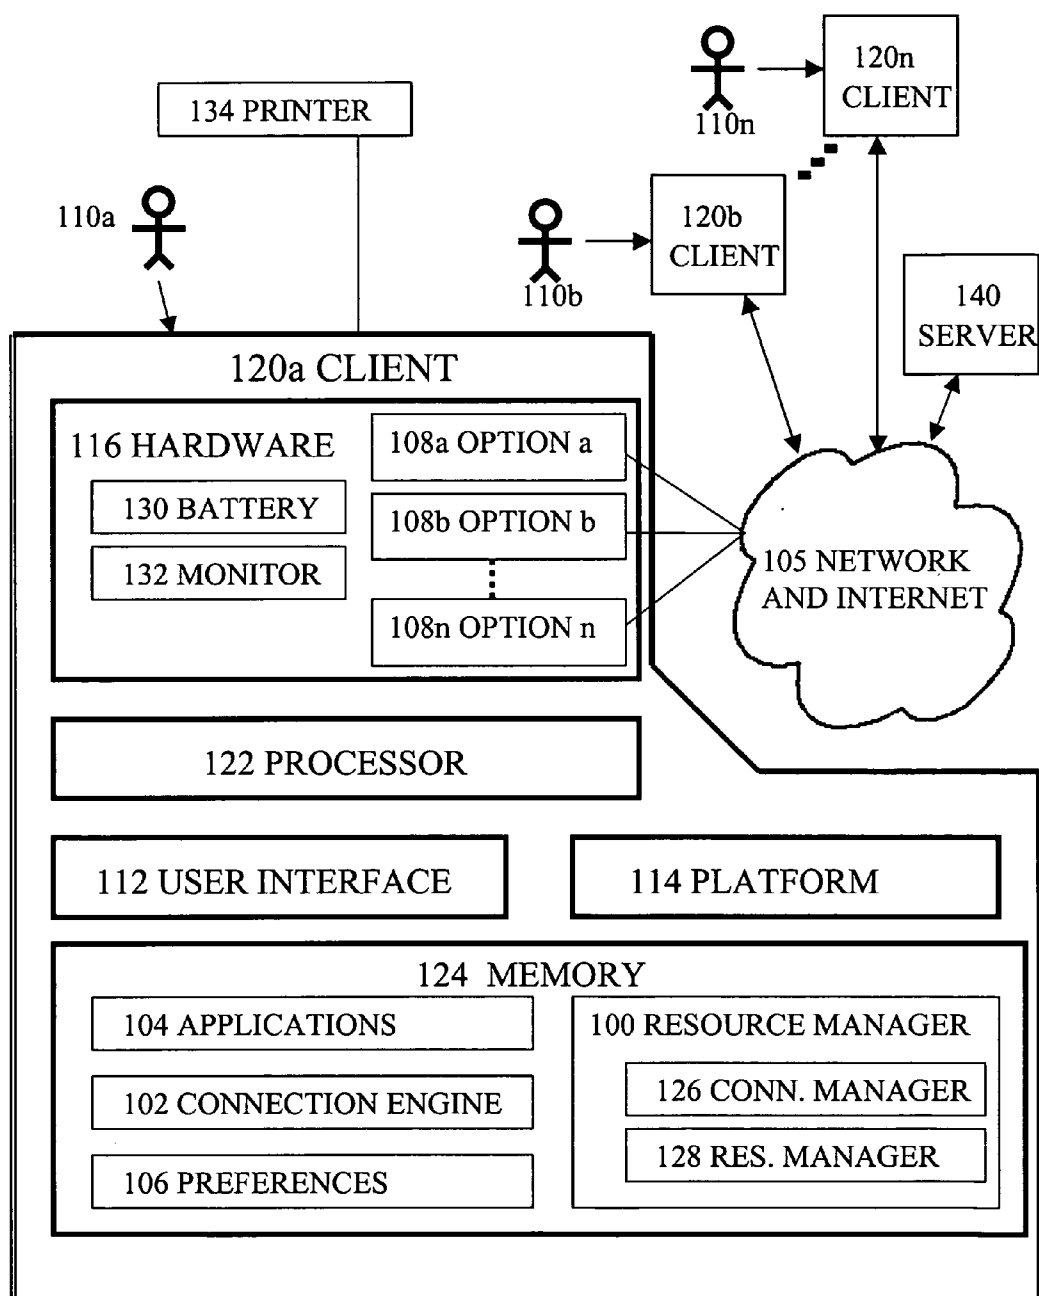 120n
CLIENT
110n
134 PRINTER
110a
120b
CLIENT
110b
140
SERVER
120a CLIENT
116 HARDWARE
108a OPTION a
130 BATTERY
108b OPTION b
132 MONITOR
108n OPTION n
105 NETWORK
AND INTERNET
122 PROCESSOR
112 USER INTERFACE
114 PLATFORM
124 MEMORY
104 APPLICATIONS
100 RESOURCE MANAGER
102 CONNECTION ENGINE
126 CONN. MANAGER
128 RES. MANAGER
106 PREFERENCES